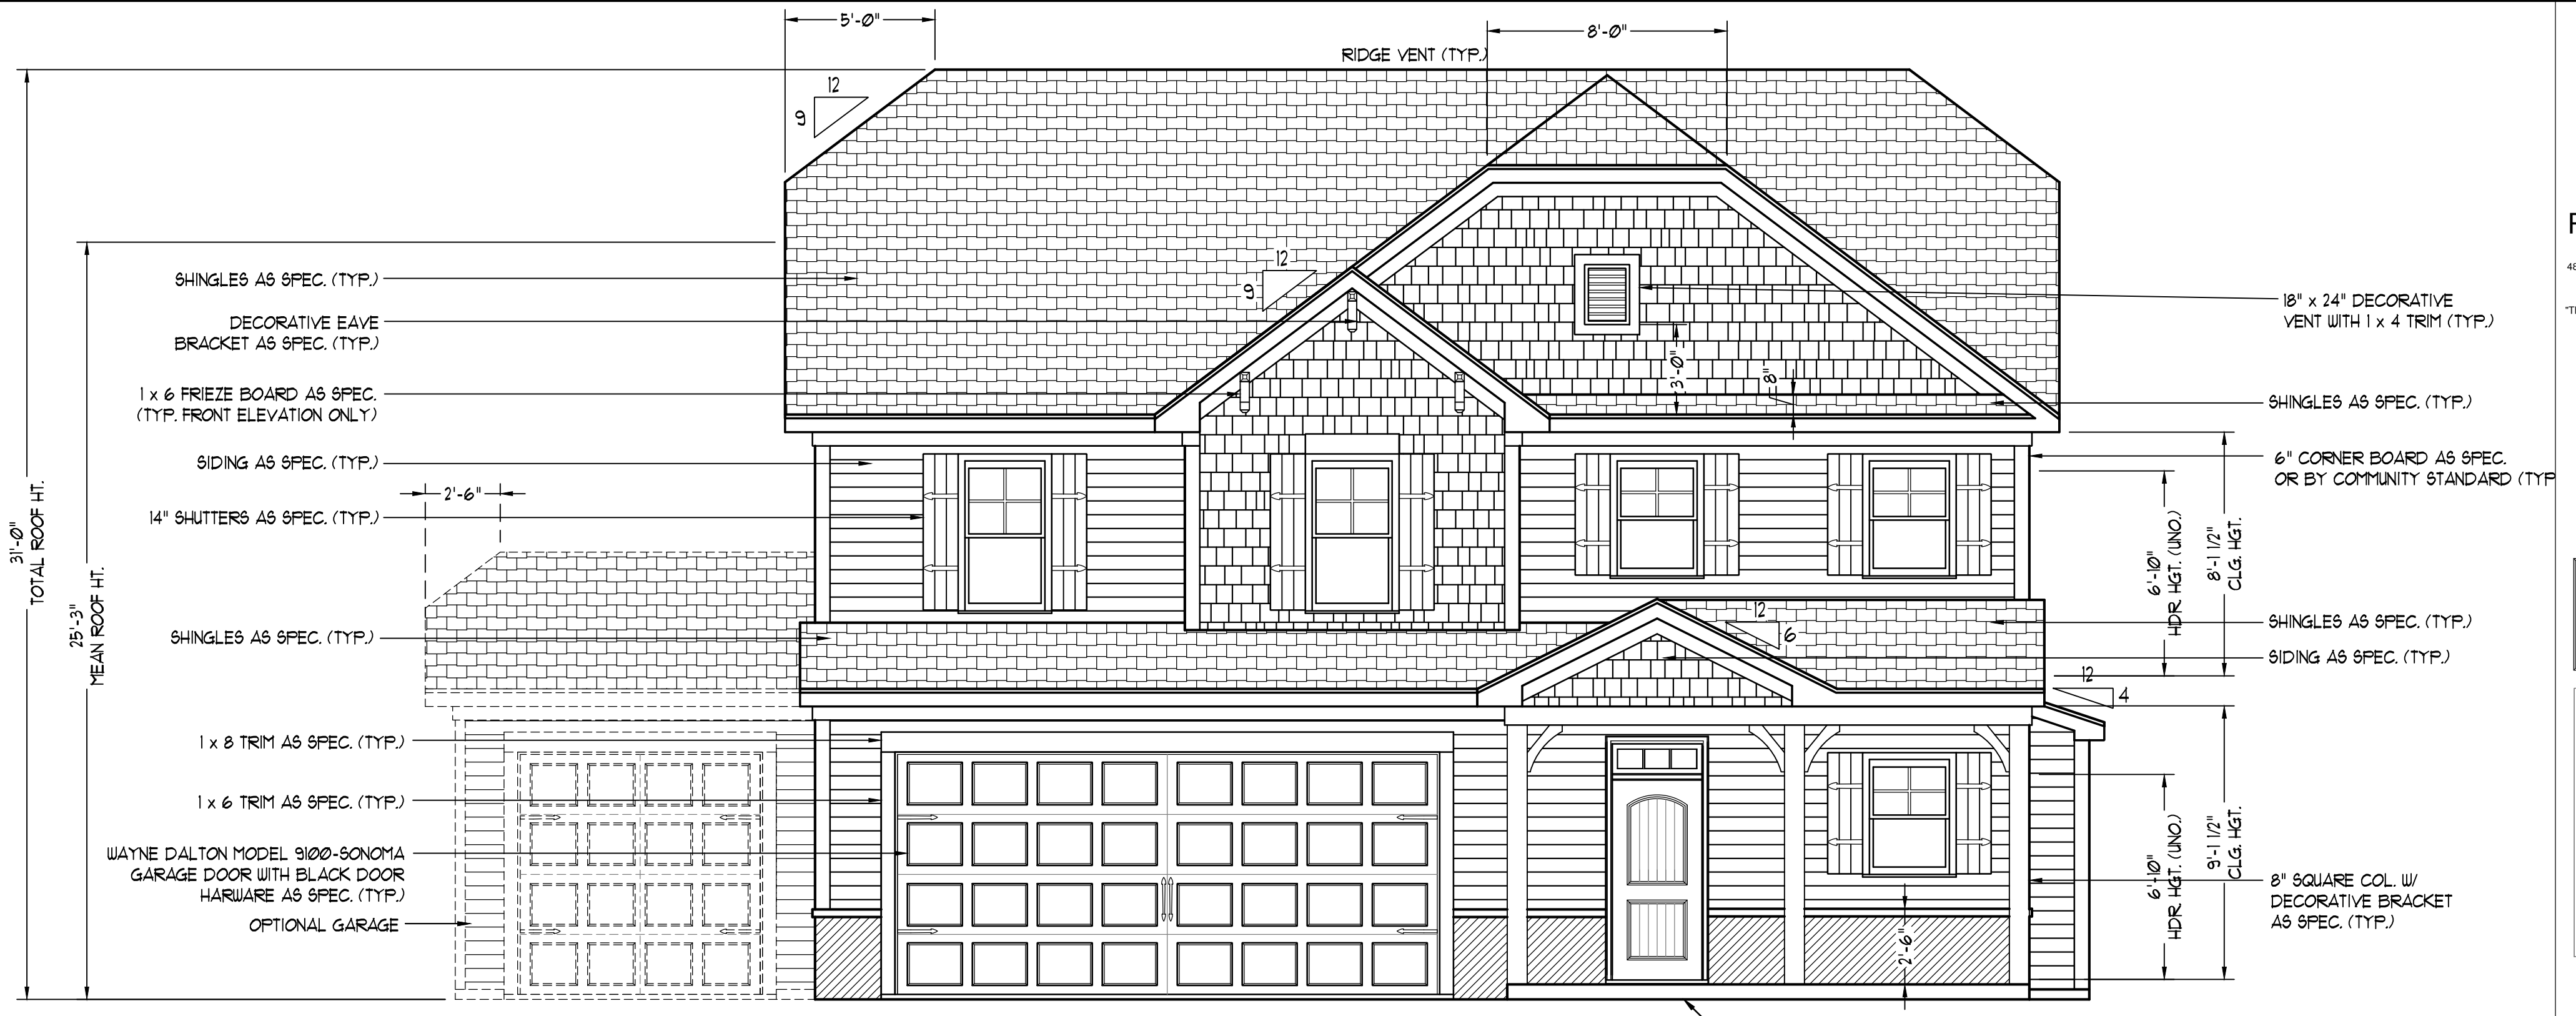 5'-0"
8'-0"
RIDGE VENT (TYP.)
12
9
12
9
SHINGLES AS SPEC. (TYP.)
DECORATIVE EAVE
BRACKET AS SPEC. (TYP.)
1 x 6 FRIEZE BOARD AS SPEC.
(TYP. FRONT ELEVATION ONLY)
SIDING AS SPEC. (TYP.)
2'-6"
14" SHUTTERS AS SPEC. (TYP.)
31'-0"
TOTAL ROOF HT.
25'-3"
MEAN ROOF HT.
SHINGLES AS SPEC. (TYP.)
1 x 8 TRIM AS SPEC. (TYP.)
1 x 6 TRIM AS SPEC. (TYP.)
WAYNE DALTON MODEL 9100-SONOMA
GARAGE DOOR WITH BLACK DOOR
HARWARE AS SPEC. (TYP.)
OPTIONAL GARAGE
3'-0"
8"
18" x 24" DECORATIVE
VENT WITH 1 x 4 TRIM (TYP.)
SHINGLES AS SPEC. (TYP.)
6" CORNER BOARD AS SPEC.
OR BY COMMUNITY STANDARD (TYP
6'-10"
HDR. HGT. (UNO.)
8'-1 1/2"
CLG. HGT.
12
6
SHINGLES AS SPEC. (TYP.)
SIDING AS SPEC. (TYP.)
12
4
6'-10"
HDR. HGT. (UNO.)
9'-1 1/2"
CLG. HGT.
2'-6"
8" SQUARE COL. W/
DECORATIVE BRACKET
AS SPEC. (TYP.)
48